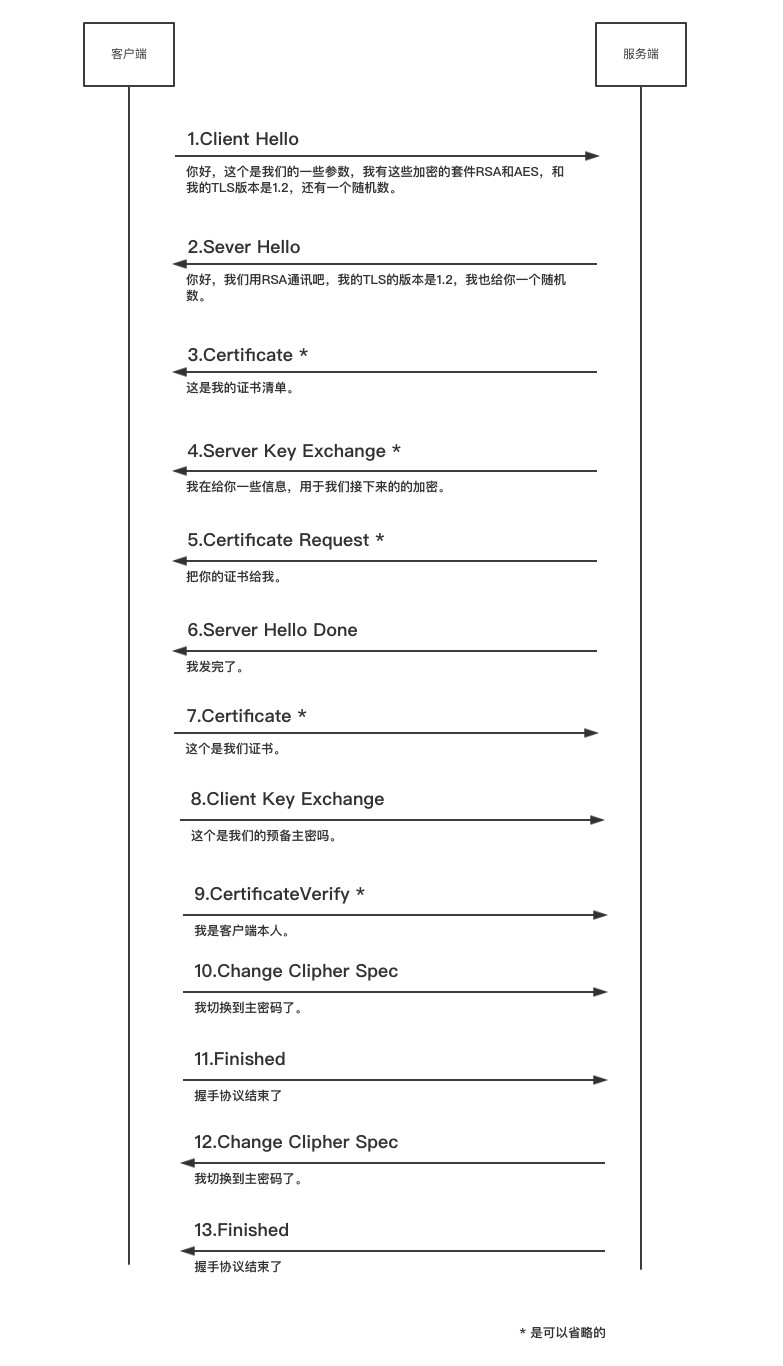 客户端
服务端
1.Client Hello
你好，这个是我们的一些参数，我有这些加密的套件RSA和AES，和
我的TLS版本是1.2，还有一个随机数。
2.Sever Hello
你好，我们用RSA通讯吧，我的TLS的版本是1.2，我也给你一个随机
数。
3.Certificate *
这是我的证书清单。
4.Server Key Exchange *
我在给你一些信息，用于我们接下来的的加密。
5.Certificate Request *
把你的证书给我。
6.Server Hello Done
我发完了。
7.Certificate *
这个是我们证书。
8.Client Key Exchange
这个是我们的预备主密吗。
9.CertificateVerify *
我是客户端本人。
10.Change Clipher Spec
我切换到主密码了。
11.Finished
握手协议结束了
12.Change Clipher Spec
我切换到主密码了。
13.Finished
握手协议结束了
* 是可以省略的